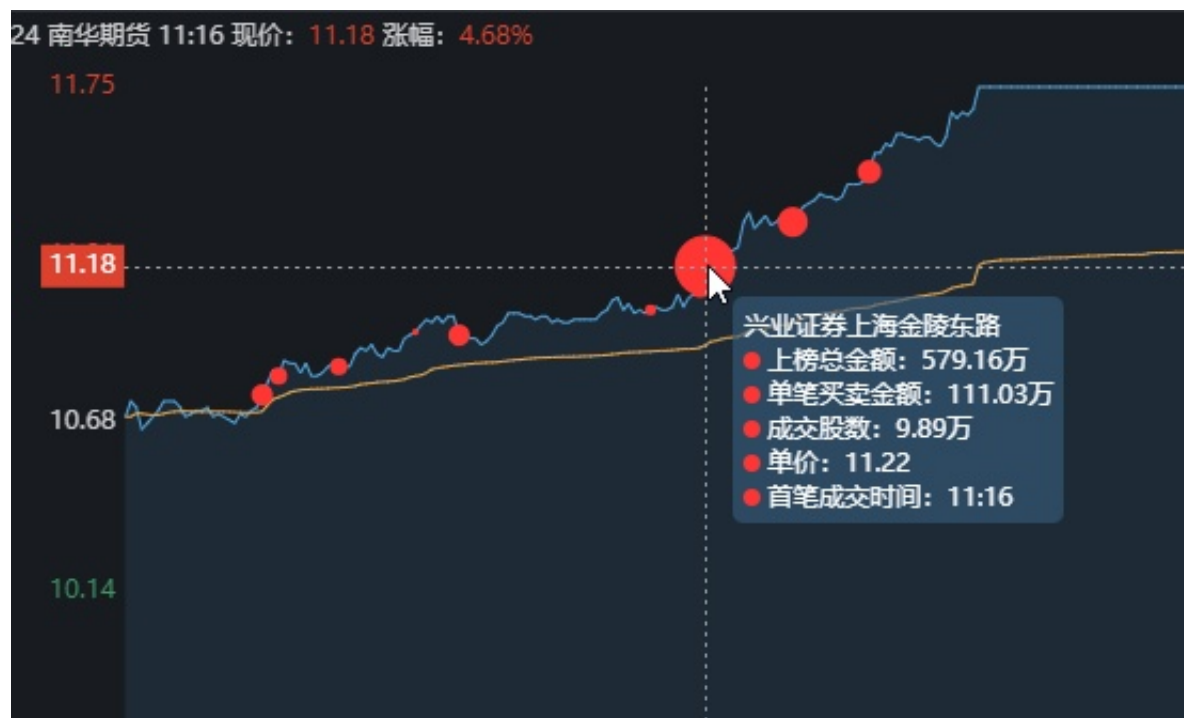 24 南华期货 11:16 现价：11.18 涨幅：4.68%
11.75
11.18
兴业证券上海金陵东路
上榜总金额：579.16万
单笔买卖金额：111.03万
成交股数：9.89万
单价：11.22
首笔成交时间：11:16
10.68
10.14